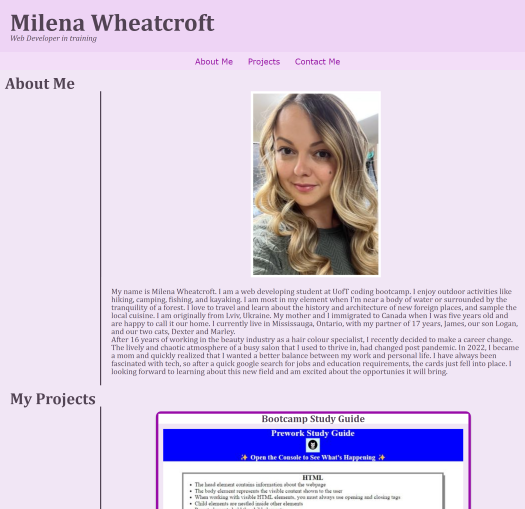 Milena Wheatcroft
Web Developer in training
About Me Projects Contact Me
About Me
My name is Milena Wheatcroft. I am a web developing student at UofT coding bootcamp. I enjoy outdoor activities like
hiking, camping, fishing, and kayaking. I am most in my element when I'm near a body of water or surrounded by the
tranquility of a forest. I love to travel and learn about the history and architecture of new foreign places, and sample the
local cuisine. I am originally from Lviv, Ukraine. My mother and I immigrated to Canada when I was five years old and
are happy to call it our home. I currently live in Mississauga, Ontario, with my partner of 17 years, James, our son Logan,
and our two cats, Dexter and Marley.
After 16 years of working in the beauty industry as a hair colour specialist, I recently decided to make a career change.
The lively and chaotic atmosphere of a busy salon that I used to thrive in, had changed post pandemic. In 2022, I became
a mom and quickly realized that I wanted a better balance between my work and personal life. I have always been
fascinated with tech, so after a quick google search for jobs and education requirements, the cards just fell into place. I
looking forward to learning about this new field and am excited about the opportunies it will bring.
My Projects
Bootcamp Study Guide
Prework Study Guide
✨ Open the Console to See What's Happening ✨
HTML
• The head element contains information about the webpage
• The body element represents the visible content shown to the user
• When working with visible HTML elements, you must always use opening and closing tags
• Child elements are nested inside other elements